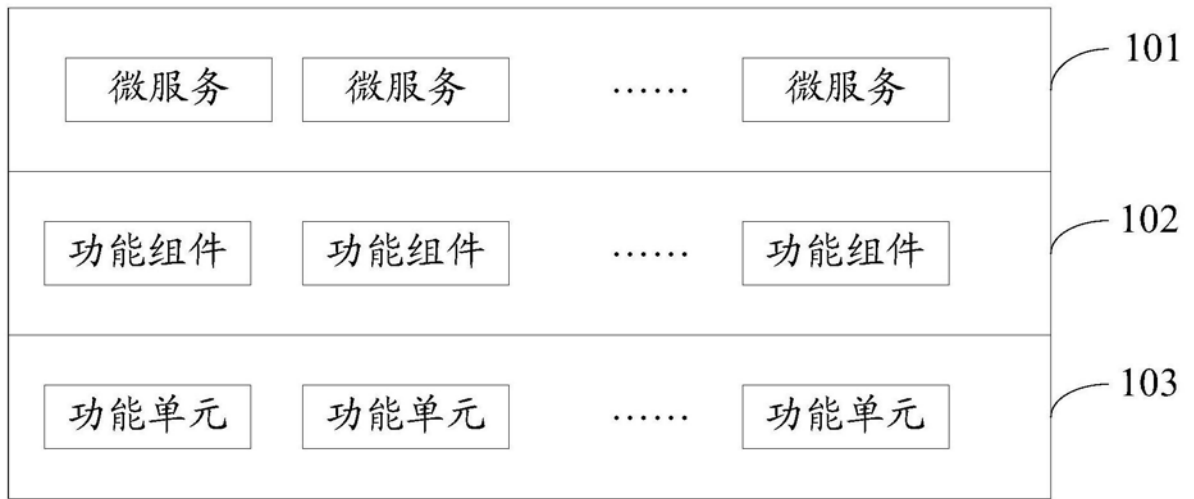 微服务 微服务 …… 微服务 101
功能组件 功能组件 …… 功能组件 102
功能单元 功能单元 …… 功能单元 103